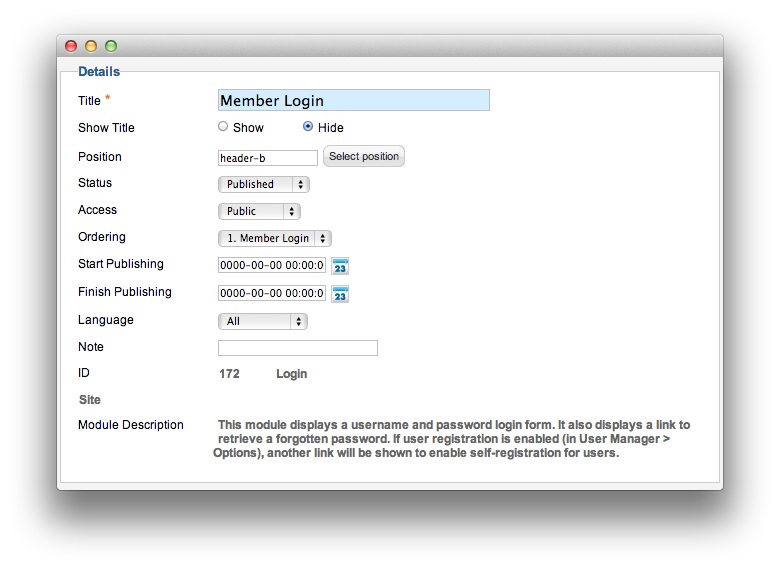 Details
Title *
Member Login
Show Title
Show Hide
Position
header-b Select position
Status
Published
Access
Public
Ordering
1. Member Login
Start Publishing
0000-00-00 00:00:0
23
Finish Publishing
0000-00-00 00:00:0
23
Language
All
Note
ID
172 Login
Site
Module Description
This module displays a username and password login form. It also displays a link to
retrieve a forgotten password. If user registration is enabled (in User Manager >
Options), another link will be shown to enable self-registration for users.